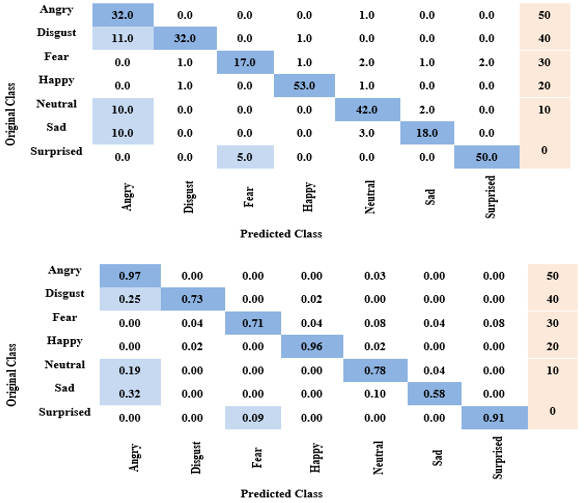 Angry 32.0 0.0 0.0 0.0 1.0 0.0 0.0 50
Disgust 11.0 32.0 0.0 1.0 0.0 0.0 0.0 40
Fear 0.0 1.0 17.0 1.0 2.0 1.0 2.0 30
Happy 0.0 1.0 0.0 53.0 1.0 0.0 0.0 20
Neutral 10.0 0.0 0.0 0.0 42.0 2.0 0.0 10
Sad 10.0 0.0 0.0 0.0 3.0 18.0 0.0
Surprised 0.0 0.0 5.0 0.0 0.0 0.0 50.0 0
Original Class
Angry Disgust Fear Happy Neutral Sad Surprised
Predicted Class
Angry 0.97 0.00 0.00 0.00 0.03 0.00 0.00 50
Disgust 0.25 0.73 0.00 0.02 0.00 0.00 0.00 40
Fear 0.00 0.04 0.71 0.04 0.08 0.04 0.08 30
Happy 0.00 0.02 0.00 0.96 0.02 0.00 0.00 20
Neutral 0.19 0.00 0.00 0.00 0.78 0.04 0.00 10
Sad 0.32 0.00 0.00 0.00 0.10 0.58 0.00
Surprised 0.00 0.00 0.09 0.00 0.00 0.00 0.91 0
Original Class
Angry Disgust Fear Happy Neutral Sad Surprised
Predicted Class